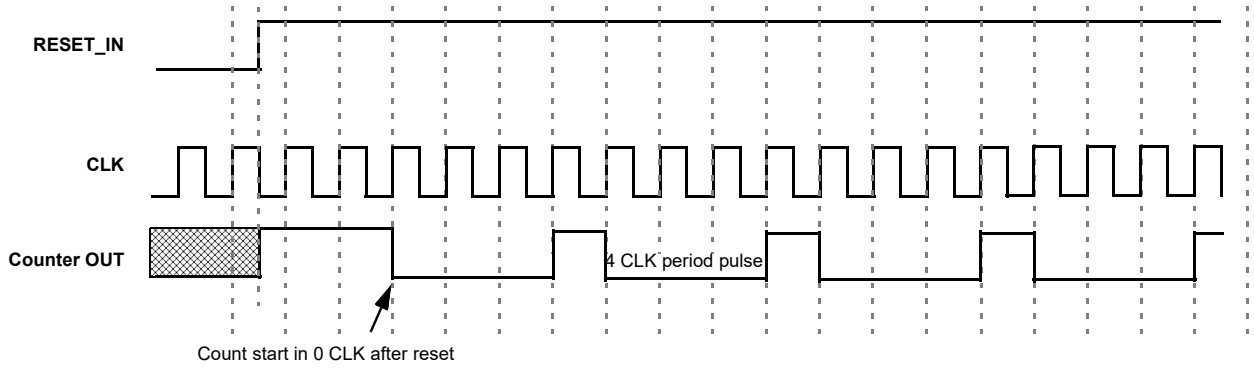 RESET_IN
CLK
Counter OUT
4 CLK period pulse
Count start in 0 CLK after reset